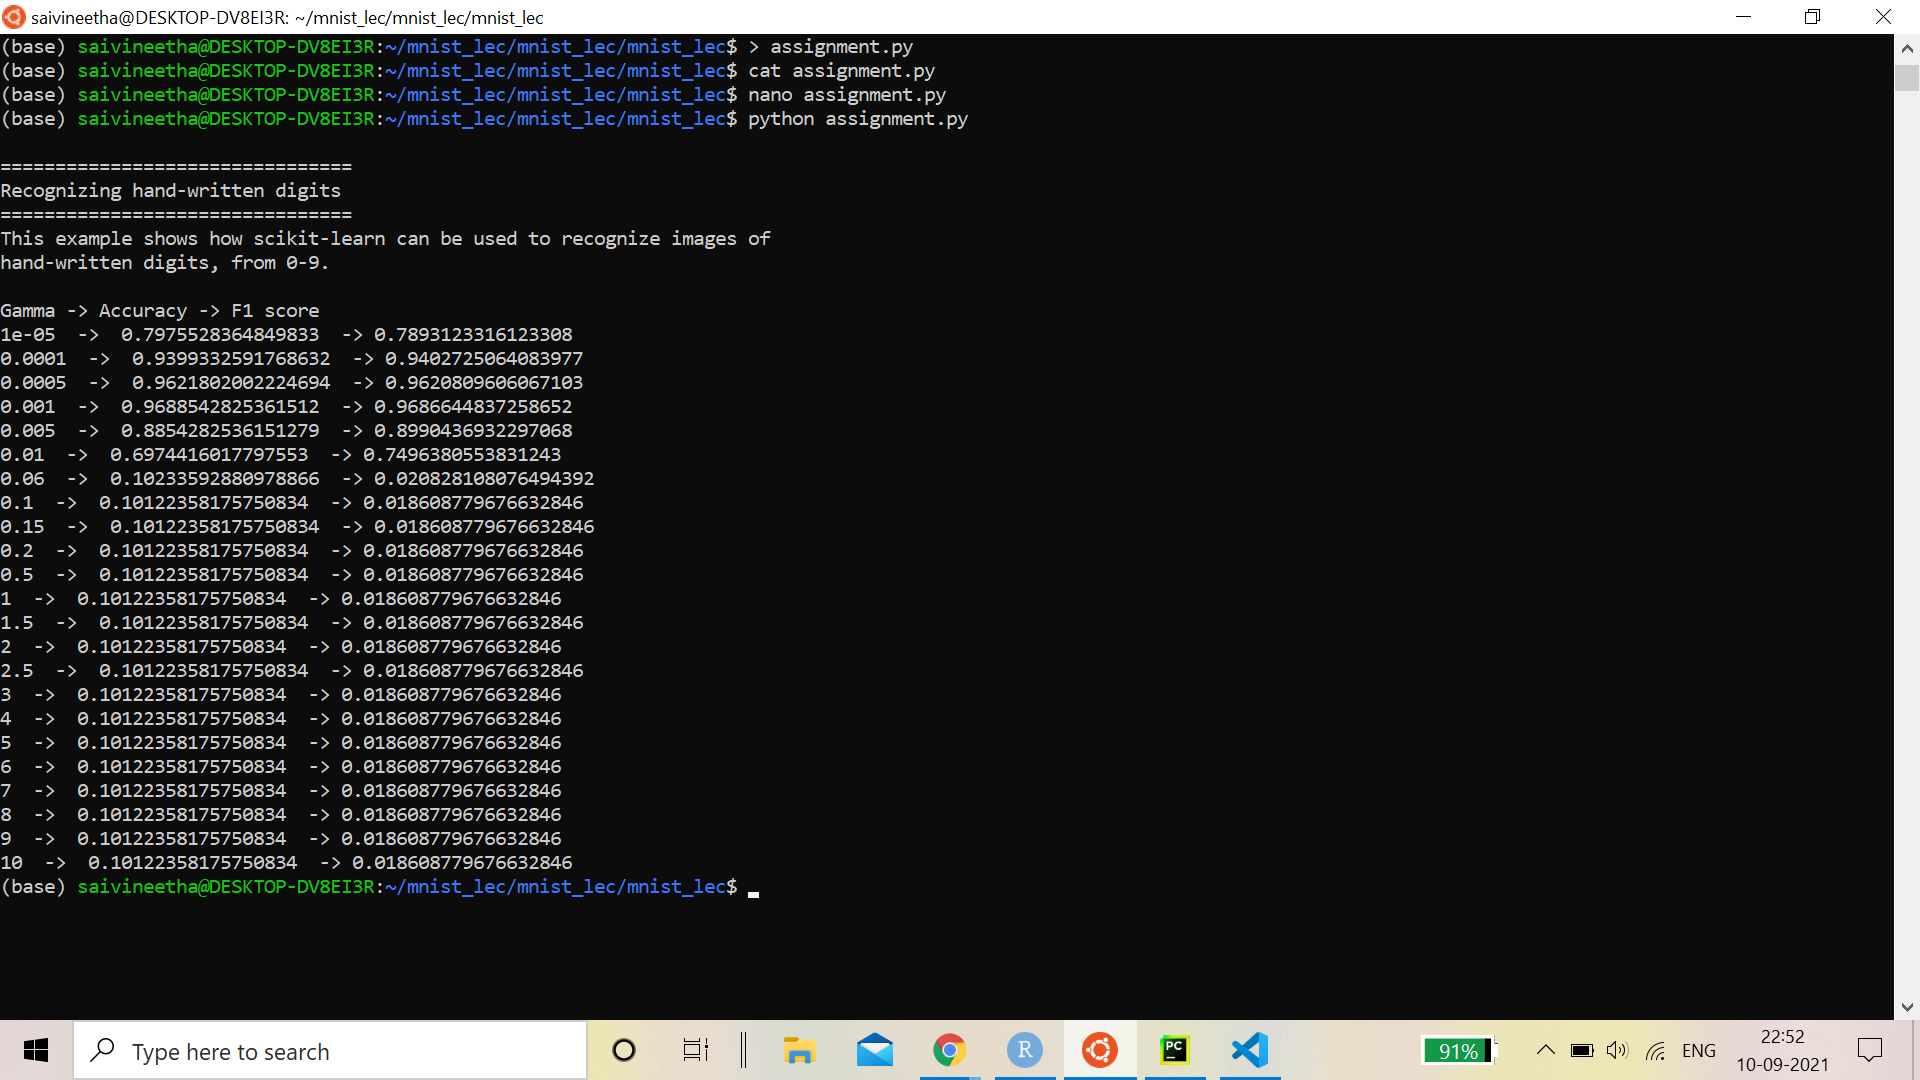 saivineetha@DESKTOP-DV8EI3R: ~/mnist_lec/mnist_lec/mnist_lec
(base) saivineetha@DESKTOP-DV8EI3R:~/mnist_lec/mnist_lec/mnist_lec$ > assignment.py
(base) saivineetha@DESKTOP-DV8EI3R:~/mnist_lec/mnist_lec/mnist_lec$ cat assignment.py
(base) saivineetha@DESKTOP-DV8EI3R:~/mnist_lec/mnist_lec/mnist_lec$ nano assignment.py
(base) saivineetha@DESKTOP-DV8EI3R:~/mnist_lec/mnist_lec/mnist_lec$ python assignment.py
================================
Recognizing hand-written digits
================================
This example shows how scikit-learn can be used to recognize images of
hand-written digits, from 0-9.
Gamma -> Accuracy -> F1 score
1e-05  ->  0.7975528364849833  -> 0.7893123316123308
0.0001  ->  0.9399332591768632  -> 0.9402725064083977
0.0005  ->  0.9621802002224694  -> 0.9620809606067103
0.001  ->  0.9688542825361512  -> 0.9686644837258652
0.005  ->  0.8854282536151279  -> 0.8990436932297068
0.01  ->  0.6974416017797553  -> 0.7496380553831243
0.06  ->  0.10233592880978866  -> 0.020828108076494392
0.1  ->  0.10122358175750834  -> 0.018608779676632846
0.15  ->  0.10122358175750834  -> 0.018608779676632846
0.2  ->  0.10122358175750834  -> 0.018608779676632846
0.5  ->  0.10122358175750834  -> 0.018608779676632846
1  ->  0.10122358175750834  -> 0.018608779676632846
1.5  ->  0.10122358175750834  -> 0.018608779676632846
2  ->  0.10122358175750834  -> 0.018608779676632846
2.5  ->  0.10122358175750834  -> 0.018608779676632846
3  ->  0.10122358175750834  -> 0.018608779676632846
4  ->  0.10122358175750834  -> 0.018608779676632846
5  ->  0.10122358175750834  -> 0.018608779676632846
6  ->  0.10122358175750834  -> 0.018608779676632846
7  ->  0.10122358175750834  -> 0.018608779676632846
8  ->  0.10122358175750834  -> 0.018608779676632846
9  ->  0.10122358175750834  -> 0.018608779676632846
10  ->  0.10122358175750834  -> 0.018608779676632846
(base) saivineetha@DESKTOP-DV8EI3R:~/mnist_lec/mnist_lec/mnist_lec$
Type here to search
R
PC
91%
ENG
22:52
10-09-2021